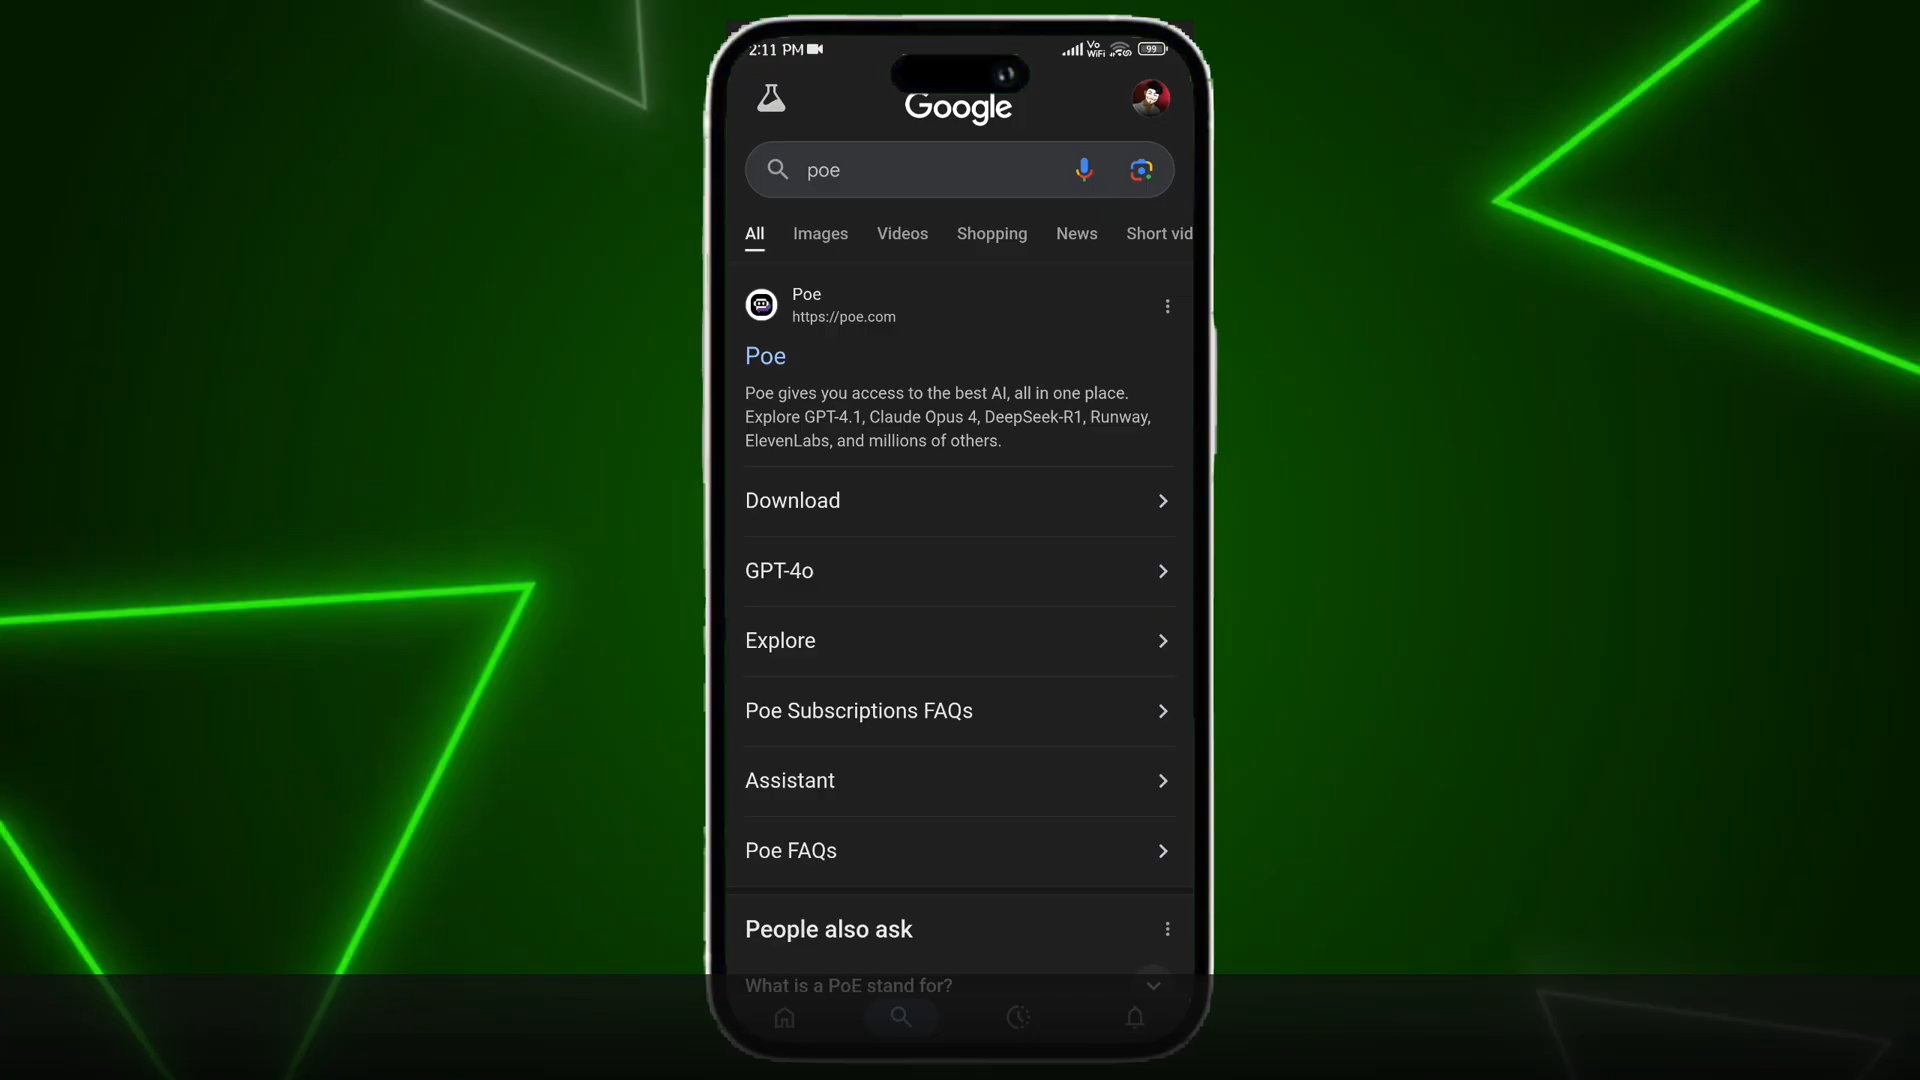 2:11 PM
Vo
WiFi
99
Google
poe
All Images Videos Shopping News Short vid
Poe
https://poe.com
Poe
Poe gives you access to the best AI, all in one place.
Explore GPT-4.1, Claude Opus 4, DeepSeek-R1, Runway,
ElevenLabs, and millions of others.
Download
GPT-4o
Explore
Poe Subscriptions FAQs
Assistant
Poe FAQs
People also ask
What is a PoE stand for?